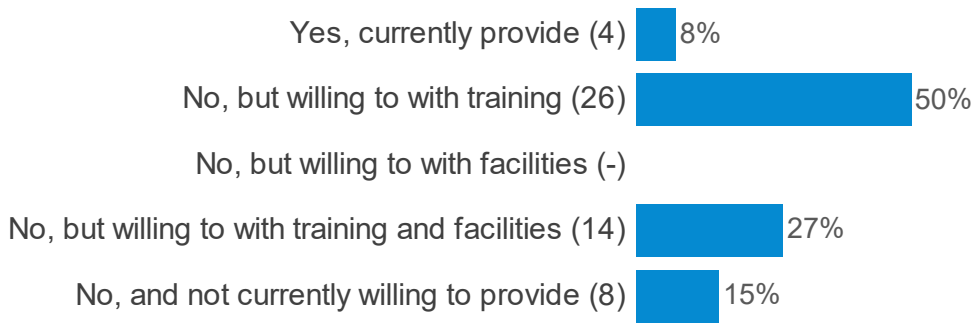 Yes, currently provide (4) 8%
No, but willing to with training (26) 50%
No, but willing to with facilities (-)
No, but willing to with training and facilities (14) 27%
No, and not currently willing to provide (8) 15%